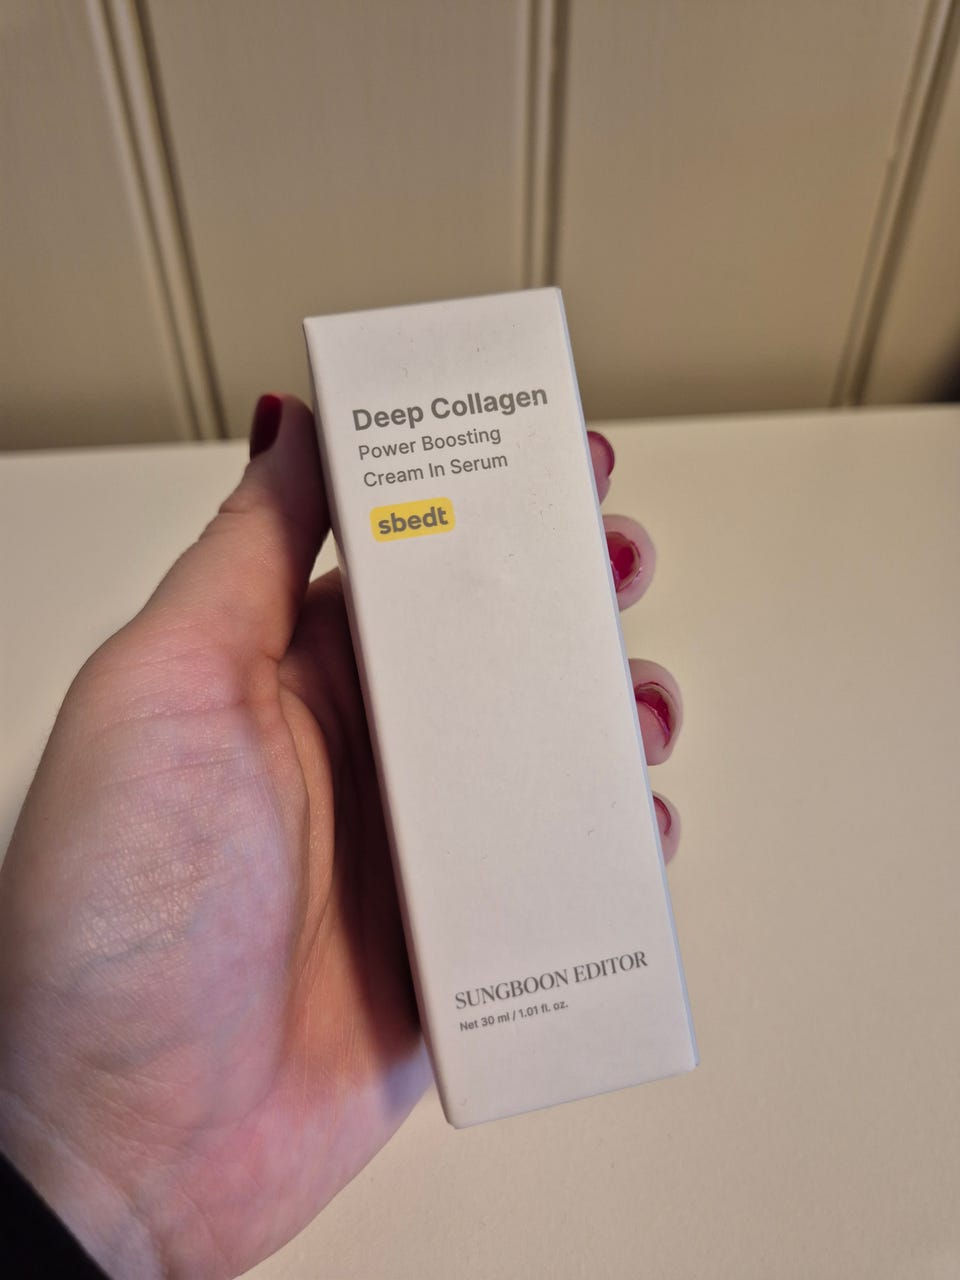 Deep Collagen
Power Boosting
Cream In Serum
sbedt
SUNGBOON EDITOR
Net 30 ml / 1.01 fl. oz.